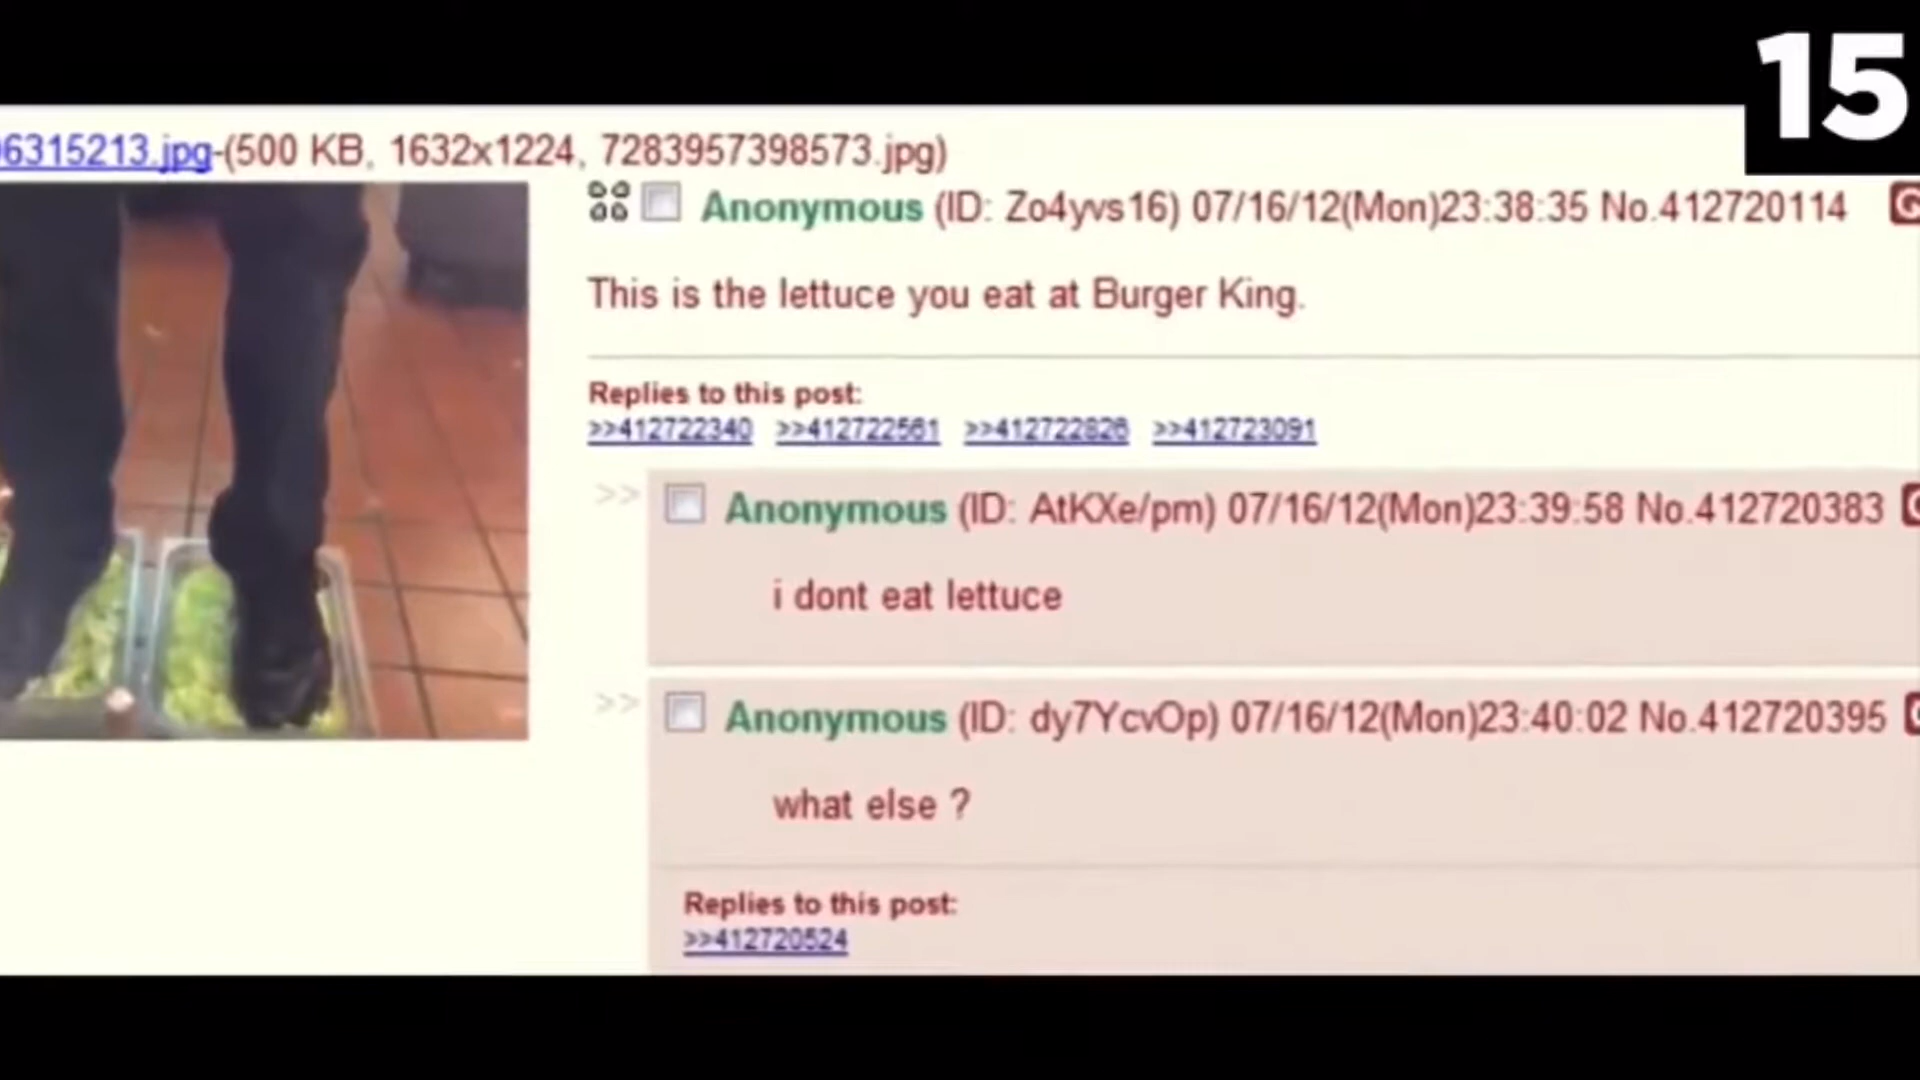 15
6315213.jpg-(500 KB, 1632x1224, 7283957398573.jpg)
Anonymous (ID: Zo4yvs16) 07/16/12(Mon)23:38:35 No.412720114
This is the lettuce you eat at Burger King.
Replies to this post:
>>412722340 >>412722561 >>412722826 >>412723091
>> Anonymous (ID: AtKXe/pm) 07/16/12(Mon)23:39:58 No.412720383
i dont eat lettuce
>> Anonymous (ID: dy7YcvOp) 07/16/12(Mon)23:40:02 No.412720395
what else ?
Replies to this post:
>>412720524